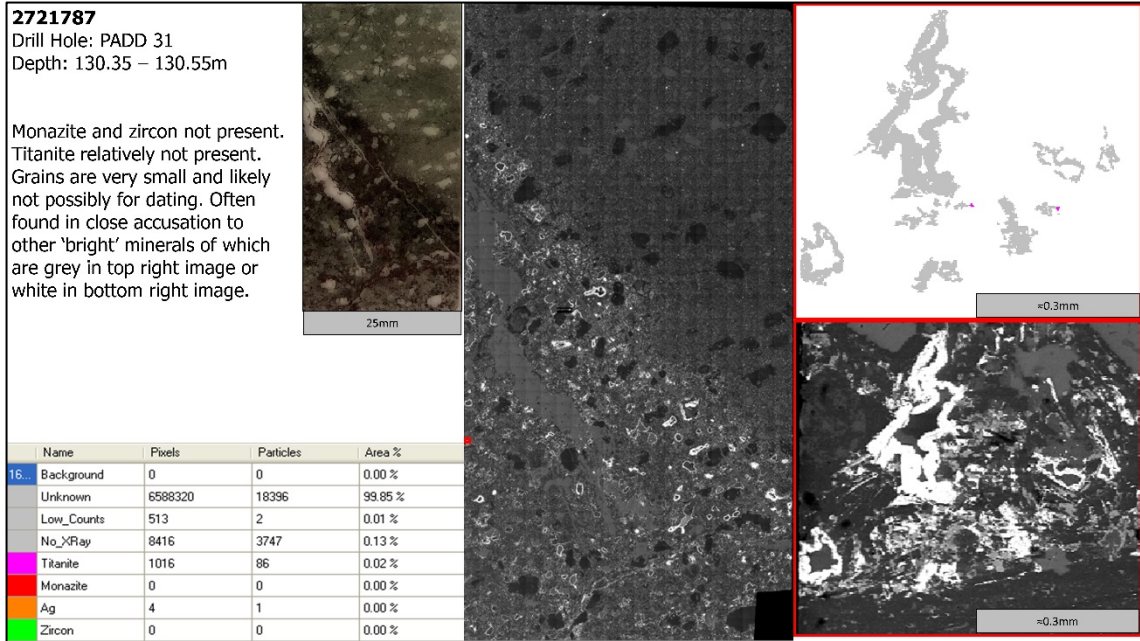 2721787
Drill Hole: PADD 31
Depth: 130.35 – 130.55m
Monazite and zircon not present.
Titanite relatively not present.
Grains are very small and likely
not possibly for dating. Often
found in close accusation to
other ‘bright’ minerals of which
are grey in top right image or
white in bottom right image.
25mm
≈0.3mm
≈0.3mm
Name Pixels Particles Area %
16... Background 0 0 0.00 %
Unknown 6588320 18396 99.85 %
Low_Counts 513 2 0.01 %
No_XRay 8416 3747 0.13 %
Titanite 1016 86 0.02 %
Monazite 0 0 0.00 %
Ag 4 1 0.00 %
Zircon 0 0 0.00 %